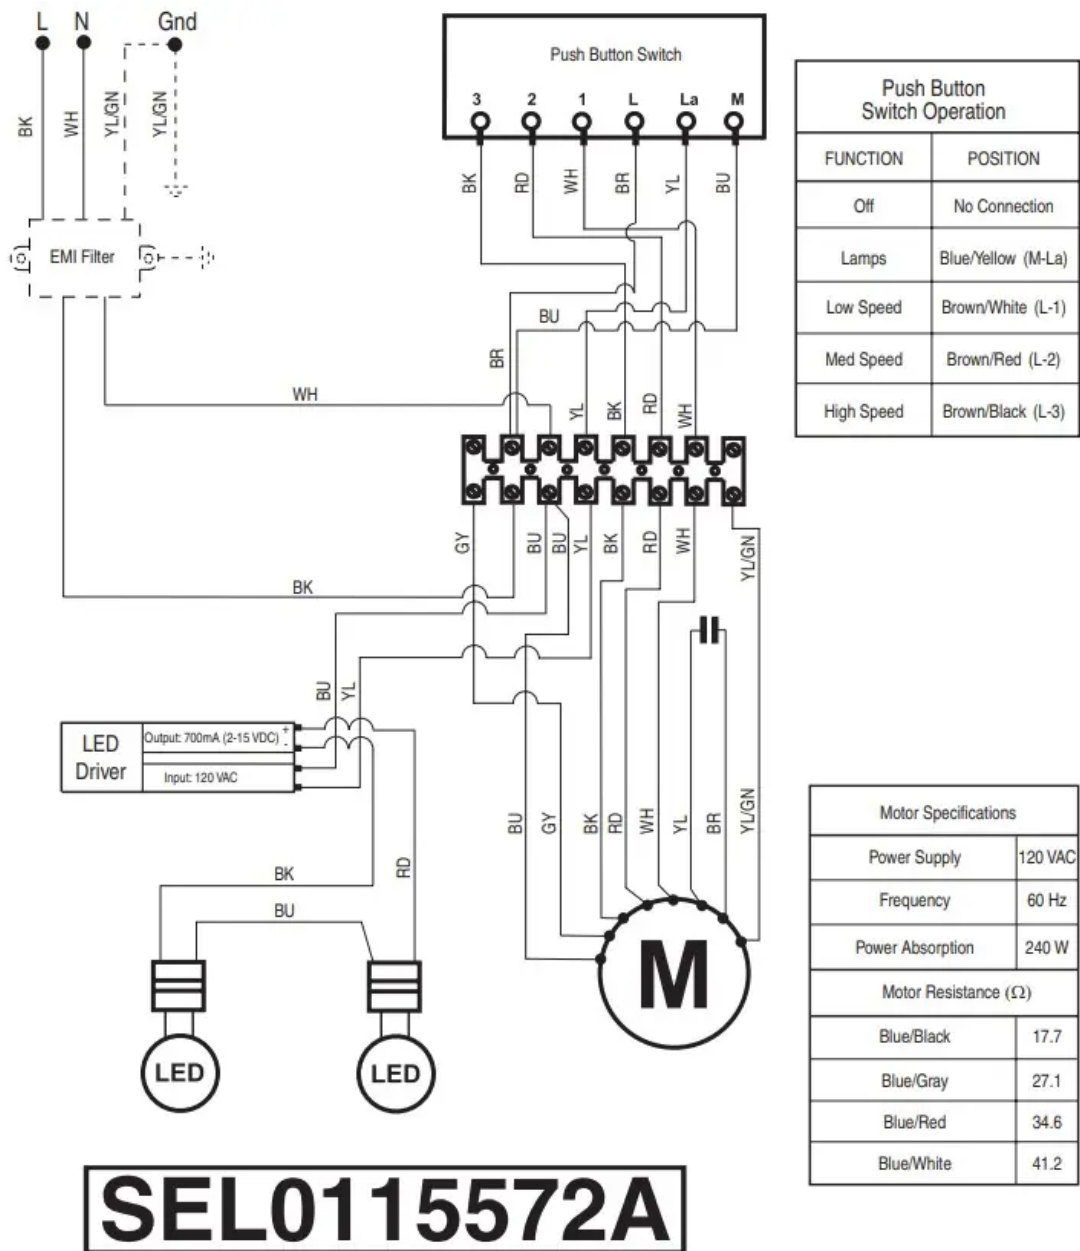 L N Gnd
BK
WH
YL/GN
YL/GN
EMI Filter
Push Button Switch
3 2 1 L La M
BK
RD
WH
BR
YL
BU
Push Button
Switch Operation
FUNCTION POSITION
Off No Connection
Lamps Blue/Yellow (M-La)
Low Speed Brown/White (L-1)
Med Speed Brown/Red (L-2)
High Speed Brown/Black (L-3)
BU
BR
WH
YL
BK
RD
WH
GY
BU
BU
YL
BK
RD
WH
YL/GN
BK
BU
YL
LED
Driver
Output: 700mA (2-15 VDC) +
-
Input: 120 VAC
BU
GY
BK
RD
WH
YL
BR
YL/GN
BK
RD
BU
M
LED
LED
Motor Specifications
Power Supply 120 VAC
Frequency 60 Hz
Power Absorption 240 W
Motor Resistance (Ω)
Blue/Black 17.7
Blue/Gray 27.1
Blue/Red 34.6
Blue/White 41.2
SEL0115572A